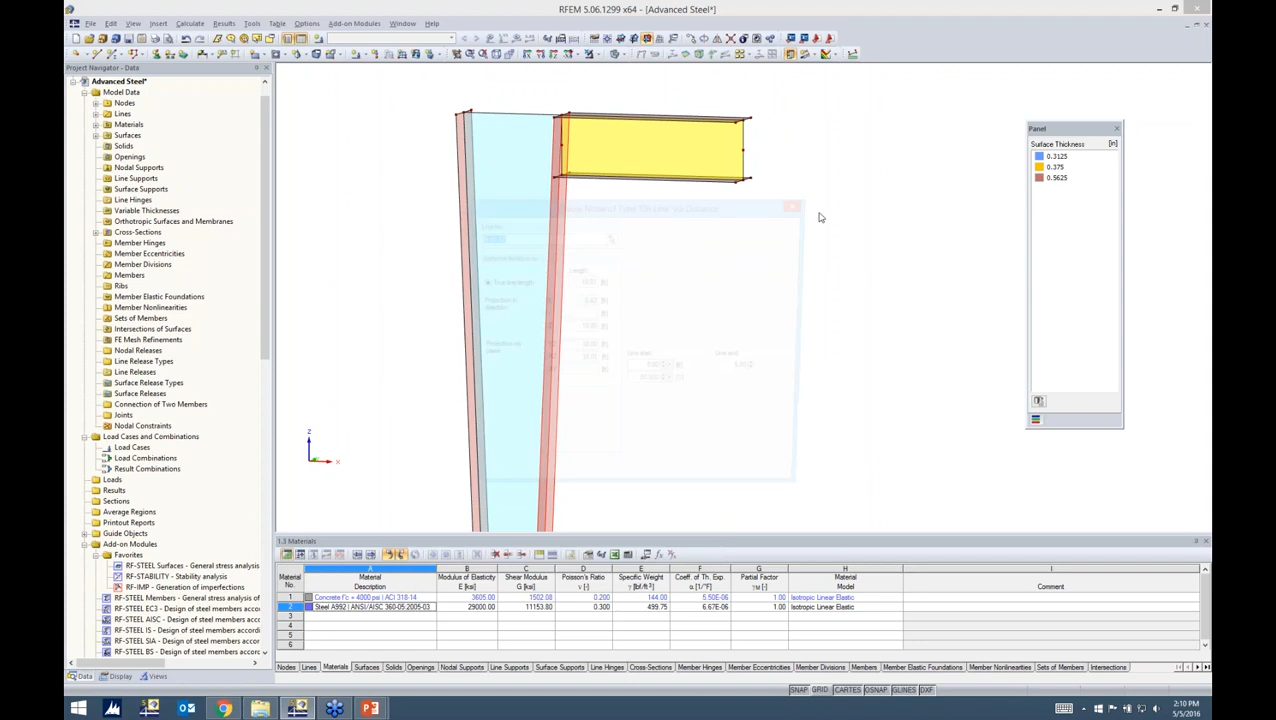 RFEM 5.06.1299 x64 - [Advanced Steel*]
File Edit View Insert Calculate Results Tools Table Options Add-on Modules Window Help
Project Navigator - Data
Advanced Steel*
Model Data
Nodes
Lines
Materials
Surfaces
Solids
Openings
Nodal Supports
Line Supports
Surface Supports
Line Hinges
Variable Thicknesses
Orthotropic Surfaces and Membranes
Cross-Sections
Member Hinges
Member Eccentricities
Member Divisions
Members
Ribs
Member Elastic Foundations
Member Nonlinearities
Sets of Members
Intersections of Surfaces
FE Mesh Refinements
Nodal Releases
Line Release Types
Line Releases
Surface Release Types
Surface Releases
Connection of Two Members
Joints
Nodal Constraints
Load Cases and Combinations
Load Cases
Load Combinations
Result Combinations
Loads
Results
Sections
Average Regions
Printout Reports
Guide Objects
Add-on Modules
Favorites
RF-STEEL Surfaces - General stress analysis
RF-STABILITY - Stability analysis
RF-IMP - Generation of imperfections
RF-STEEL Members - General stress analysis
RF-STEEL EC3 - Design of steel members
RF-STEEL AISC - Design of steel members
RF-STEEL IS - Design of steel members accor
RF-STEEL SIA - Design of steel members
RF-STEEL BS - Design of steel members
Data Display Views
Panel
Surface Thickness [in]
0.3125
0.375
0.5625
Z
X
1.3 Materials
A B C D E F G H I
Material No. Material Description Modulus of Elasticity E [ksi] Shear Modulus G [ksi] Poisson's Ratio ν [-] Specific Weight γ [lbf/ft³] Coeff. of Th. Exp. α [1/°F] Partial Factor γM [-] Material Model Comment
1 Concrete f'c = 4000 psi | ACI 318-14 3605.00 1502.08 0.200 144.00 5.50E-06 1.00 Isotropic Linear Elastic
2 Steel A992 | ANSI/AISC 360-05:2005-03 29000.00 11153.80 0.300 499.75 6.67E-06 1.00 Isotropic Linear Elastic
3
4
5
6
Nodes Lines Materials Surfaces Solids Openings Nodal Supports Line Supports Surface Supports Line Hinges Cross-Sections Member Hinges Member Eccentricities Member Divisions Members Member Elastic Foundations Member Nonlinearities Sets of Members Intersections
SNAP GRID CARTES OSNAP GLINES DXF
2:10 PM
5/5/2016